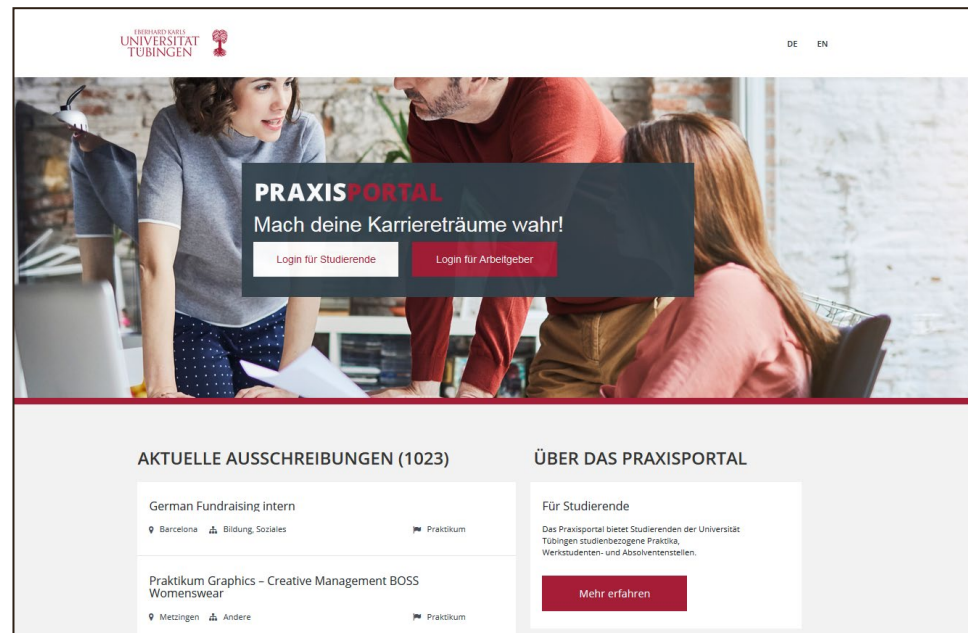 EBERHARD KARLS
UNIVERSITÄT
TÜBINGEN
DE EN
PRAXISPORTAL
Mach deine Karriereträume wahr!
Login für Studierende
Login für Arbeitgeber
AKTUELLE AUSSCHREIBUNGEN (1023)
German Fundraising intern
Barcelona Bildung, Soziales Praktikum
Praktikum Graphics – Creative Management BOSS
Womenswear
Metzingen Andere Praktikum
ÜBER DAS PRAXISPORTAL
Für Studierende
Das Praxisportal bietet Studierenden der Universität
Tübingen studienbezogene Praktika,
Werkstudenten- und Absolventenstellen.
Mehr erfahren